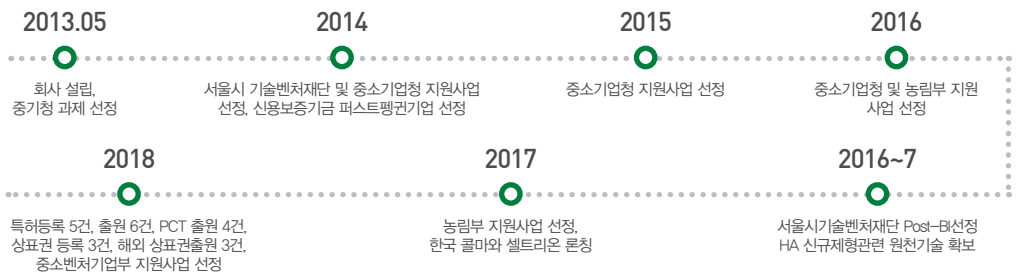 2013.05
회사 설립,
중기청 과제 선정
2014
서울시 기술벤처재단 및 중소기업청 지원사업
선정, 신용보증기금 퍼스트펭귄기업 선정
2015
중소기업청 지원사업 선정
2016
중소기업청 및 농림부 지원
사업 선정
2016~7
서울시기술벤처재단 Post-BI선정
HA 신규제형관련 원천기술 확보
2017
농림부 지원사업 선정,
한국 콜마와 셀트리온 론칭
2018
특허등록 5건, 출원 6건, PCT 출원 4건,
상표권 등록 3건, 해외 상표권출원 3건,
중소벤처기업부 지원사업 선정